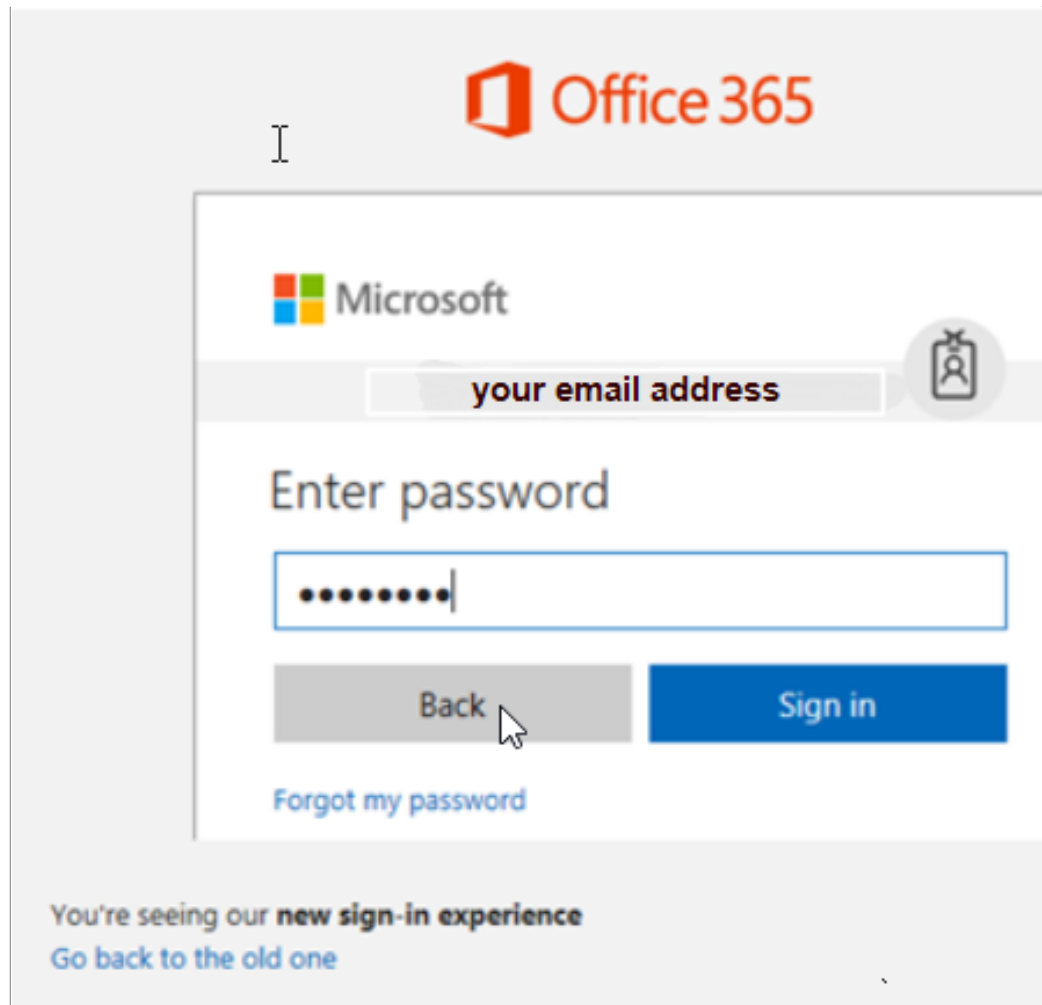 Office 365
Microsoft
your email address
Enter password
Back
Sign in
Forgot my password
You're seeing our new sign-in experience
Go back to the old one